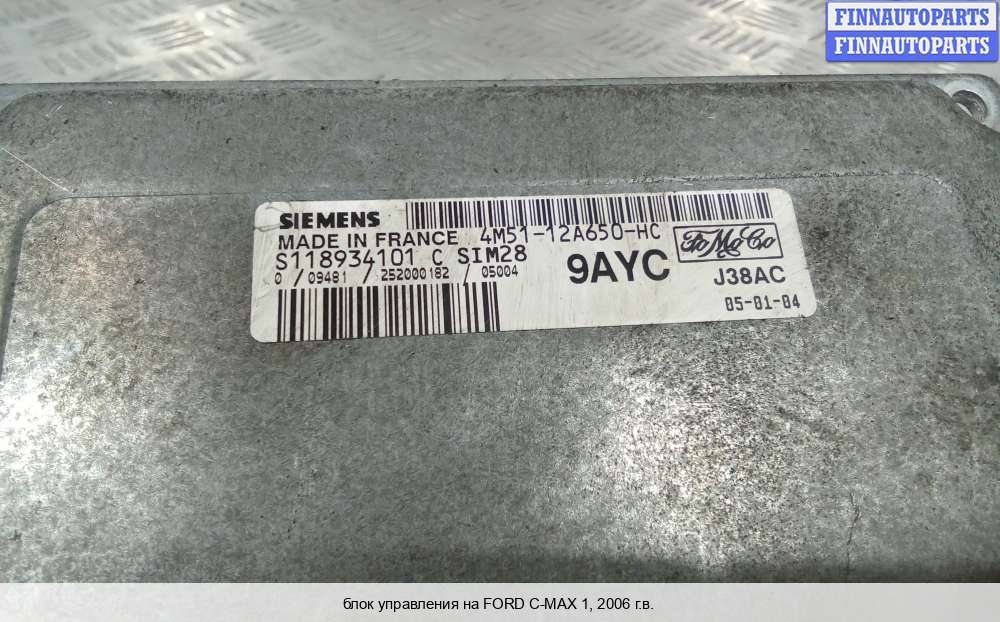 FINNAUTOPARTS
FINNAUTOPARTS
SIEMENS
MADE IN FRANCE 4M51-12A650-HC
S118934101 C SIM28
0 / 09481 / 252000182 / 05004
9AYC
FoMoCo
J38AC
05-01-04
блок управления на FORD C-MAX 1, 2006 г.в.